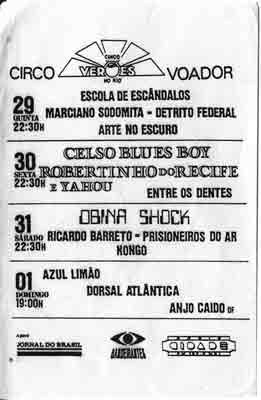 CINCO
VERÕES
NO RIO
CIRCO VOADOR
29
QUINTA
22:30H
ESCOLA DE ESCÂNDALOS
MARCIANO SODOMITA - DETRITO FEDERAL
ARTE NO ESCURO
30
SEXTA
22:30H
CELSO BLUES BOY
ROBERTINHO DO RECIFE
E YAHOU
ENTRE OS DENTES
31
SÁBADO
22:30H
OBINA SHOCK
RICARDO BARRETO - PRISIONEIROS DO AR
KONGO
01
DOMINGO
19:00H
AZUL LIMÃO
DORSAL ATLÂNTICA
ANJO CAIDO DF
JORNAL DO BRASIL
BANDEIRANTES
CIDADE